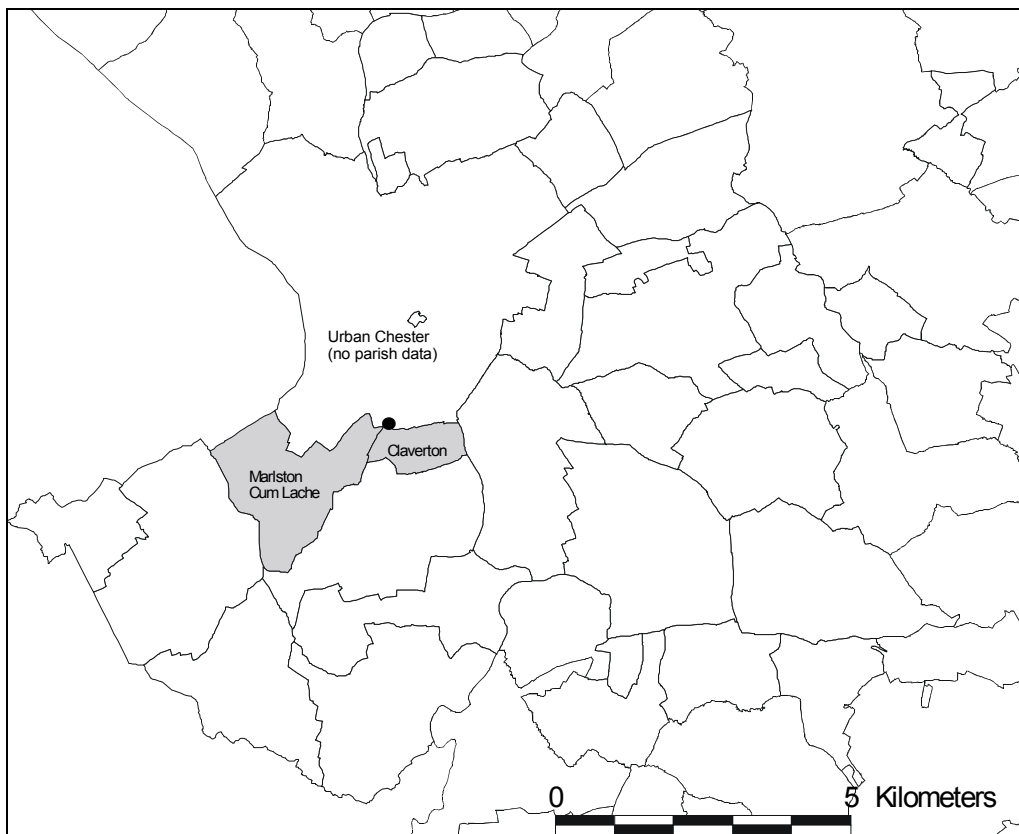 Urban Chester
(no parish data)
Claverton
Marlston
Cum Lache
0 5 Kilometers